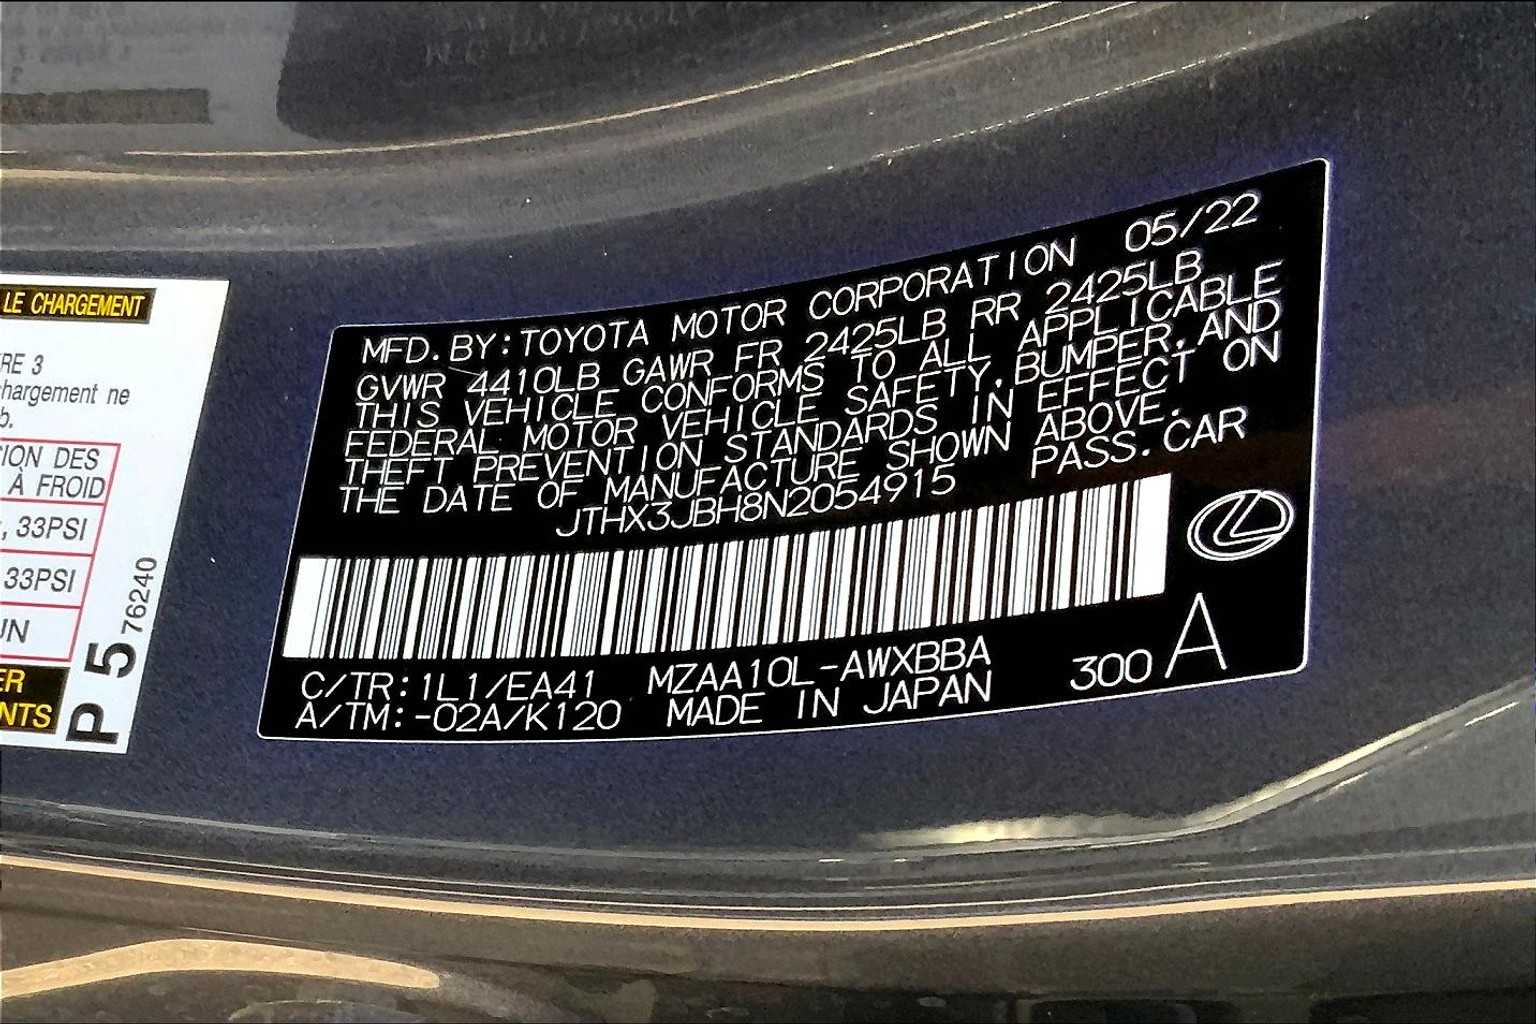 LE CHARGEMENT
RE 3
chargement ne
b.
ION DES
À FROID
, 33PSI
33PSI
UN
ER
NTS
P 5 76240
MFD. BY: TOYOTA MOTOR CORPORATION 05/22
GVWR 4410LB GAWR FR 2425LB RR 2425LB
THIS VEHICLE CONFORMS TO ALL APPLICABLE
FEDERAL MOTOR VEHICLE SAFETY, BUMPER, AND
THEFT PREVENTION STANDARDS IN EFFECT ON
THE DATE OF MANUFACTURE SHOWN ABOVE.
JTHX3JBH8N2054915 PASS. CAR
C/TR: 1L1/EA41 MZAA10L-AWXBBA
A/TM: -02A/K120 MADE IN JAPAN
300 A